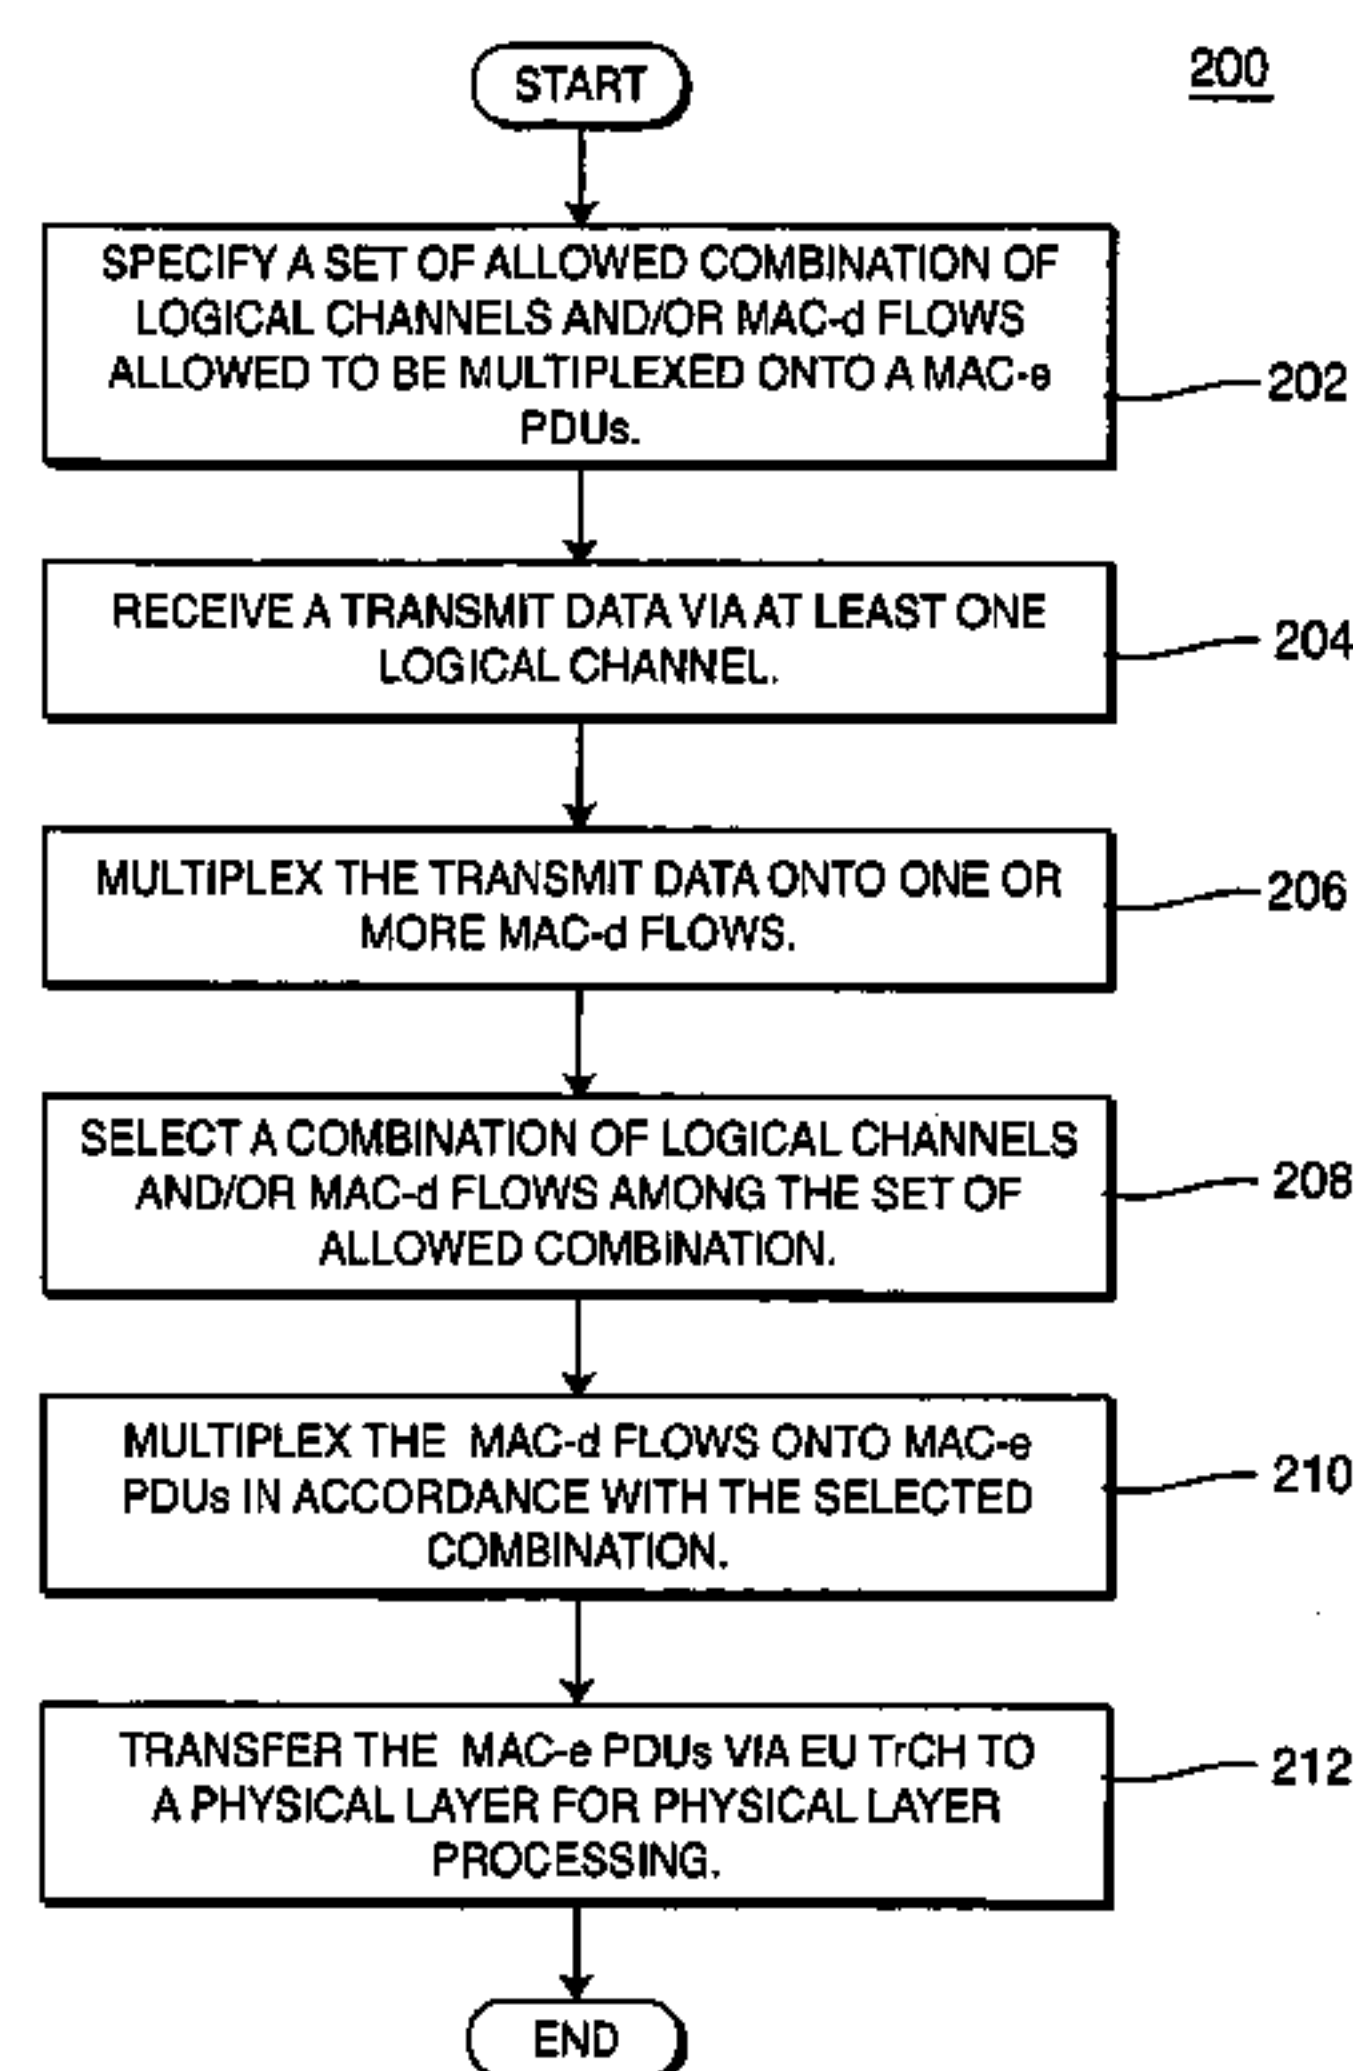 START
200
SPECIFY A SET OF ALLOWED COMBINATION OF
LOGICAL CHANNELS AND/OR MAC-d FLOWS
ALLOWED TO BE MULTIPLEXED ONTO A MAC-e
PDUs.
202
RECEIVE A TRANSMIT DATA VIA AT LEAST ONE
LOGICAL CHANNEL.
204
MULTIPLEX THE TRANSMIT DATA ONTO ONE OR
MORE MAC-d FLOWS.
206
SELECT A COMBINATION OF LOGICAL CHANNELS
AND/OR MAC-d FLOWS AMONG THE SET OF
ALLOWED COMBINATION.
208
MULTIPLEX THE MAC-d FLOWS ONTO MAC-e
PDUs IN ACCORDANCE WITH THE SELECTED
COMBINATION.
210
TRANSFER THE MAC-e PDUs VIA EU TrCH TO
A PHYSICAL LAYER FOR PHYSICAL LAYER
PROCESSING.
212
END